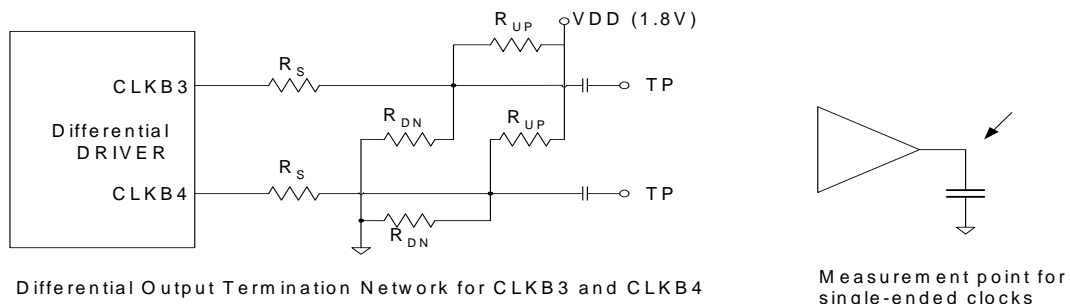 R UP
VDD (1.8V)
R S
CLKB3
TP
R DN
R UP
Differential
DRIVER
R S
CLKB4
TP
R DN
Differential Output Termination Network for CLKB3 and CLKB4
Measurement point for
single-ended clocks